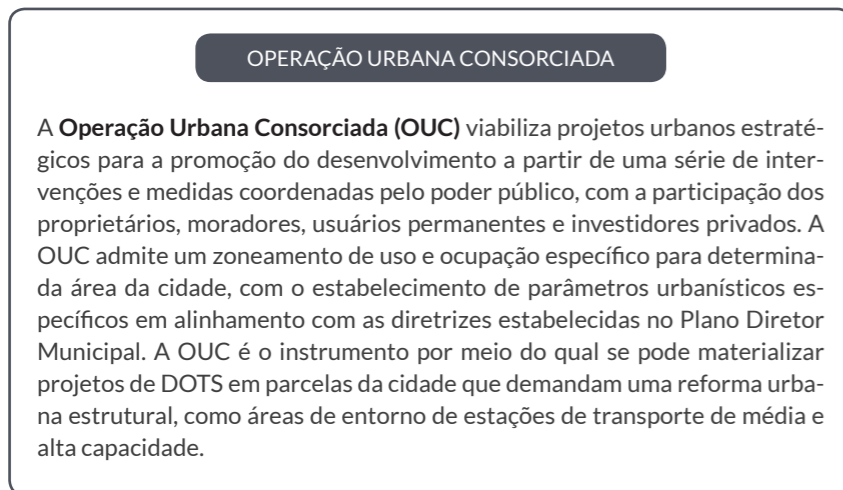 OPERAÇÃO URBANA CONSORCIADA
A Operação Urbana Consorciada (OUC) viabiliza projetos urbanos estraté-
gicos para a promoção do desenvolvimento a partir de uma série de inter-
venções e medidas coordenadas pelo poder público, com a participação dos
proprietários, moradores, usuários permanentes e investidores privados. A
OUC admite um zoneamento de uso e ocupação específico para determina-
da área da cidade, com o estabelecimento de parâmetros urbanísticos es-
pecíficos em alinhamento com as diretrizes estabelecidas no Plano Diretor
Municipal. A OUC é o instrumento por meio do qual se pode materializar
projetos de DOTS em parcelas da cidade que demandam uma reforma urba-
na estrutural, como áreas de entorno de estações de transporte de média e
alta capacidade.